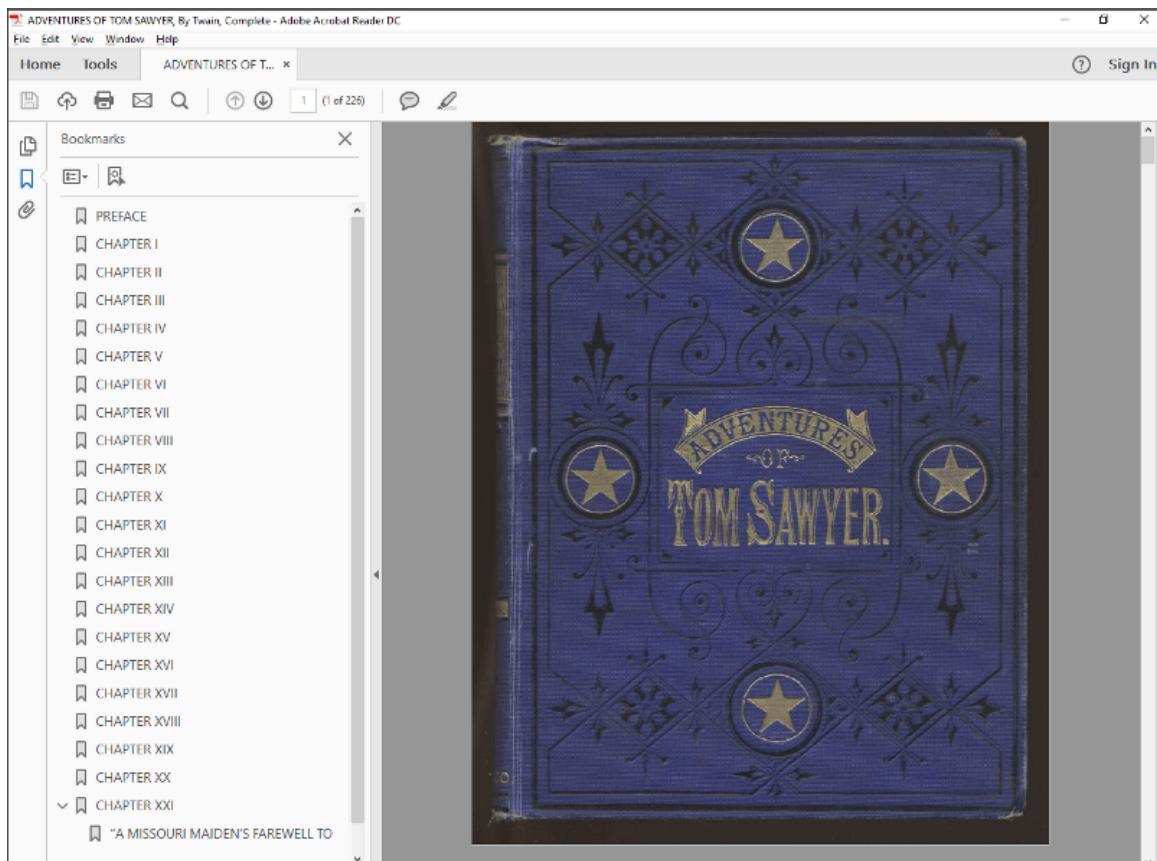 ADVENTURES OF TOM SAWYER, By Twain, Complete - Adobe Acrobat Reader DC
File Edit View Window Help
Home Tools ADVENTURES OF T... × ? Sign In
1 (1 of 226)
Bookmarks
PREFACE
CHAPTER I
CHAPTER II
CHAPTER III
CHAPTER IV
CHAPTER V
CHAPTER VI
CHAPTER VII
CHAPTER VIII
CHAPTER IX
CHAPTER X
CHAPTER XI
CHAPTER XII
CHAPTER XIII
CHAPTER XIV
CHAPTER XV
CHAPTER XVI
CHAPTER XVII
CHAPTER XVIII
CHAPTER XIX
CHAPTER XX
CHAPTER XXI
"A MISSOURI MAIDEN'S FAREWELL TO
ADVENTURES
OF
TOM SAWYER.